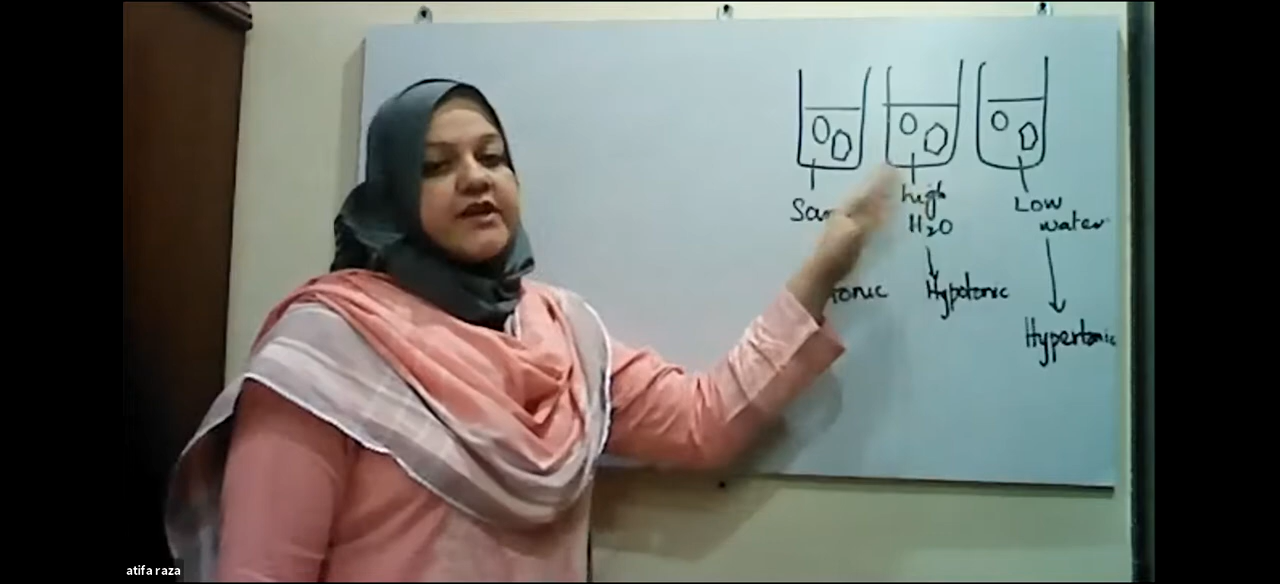 high
H₂O
Low
water
tonic
Hypotonic
Hypertonic
atifa raza